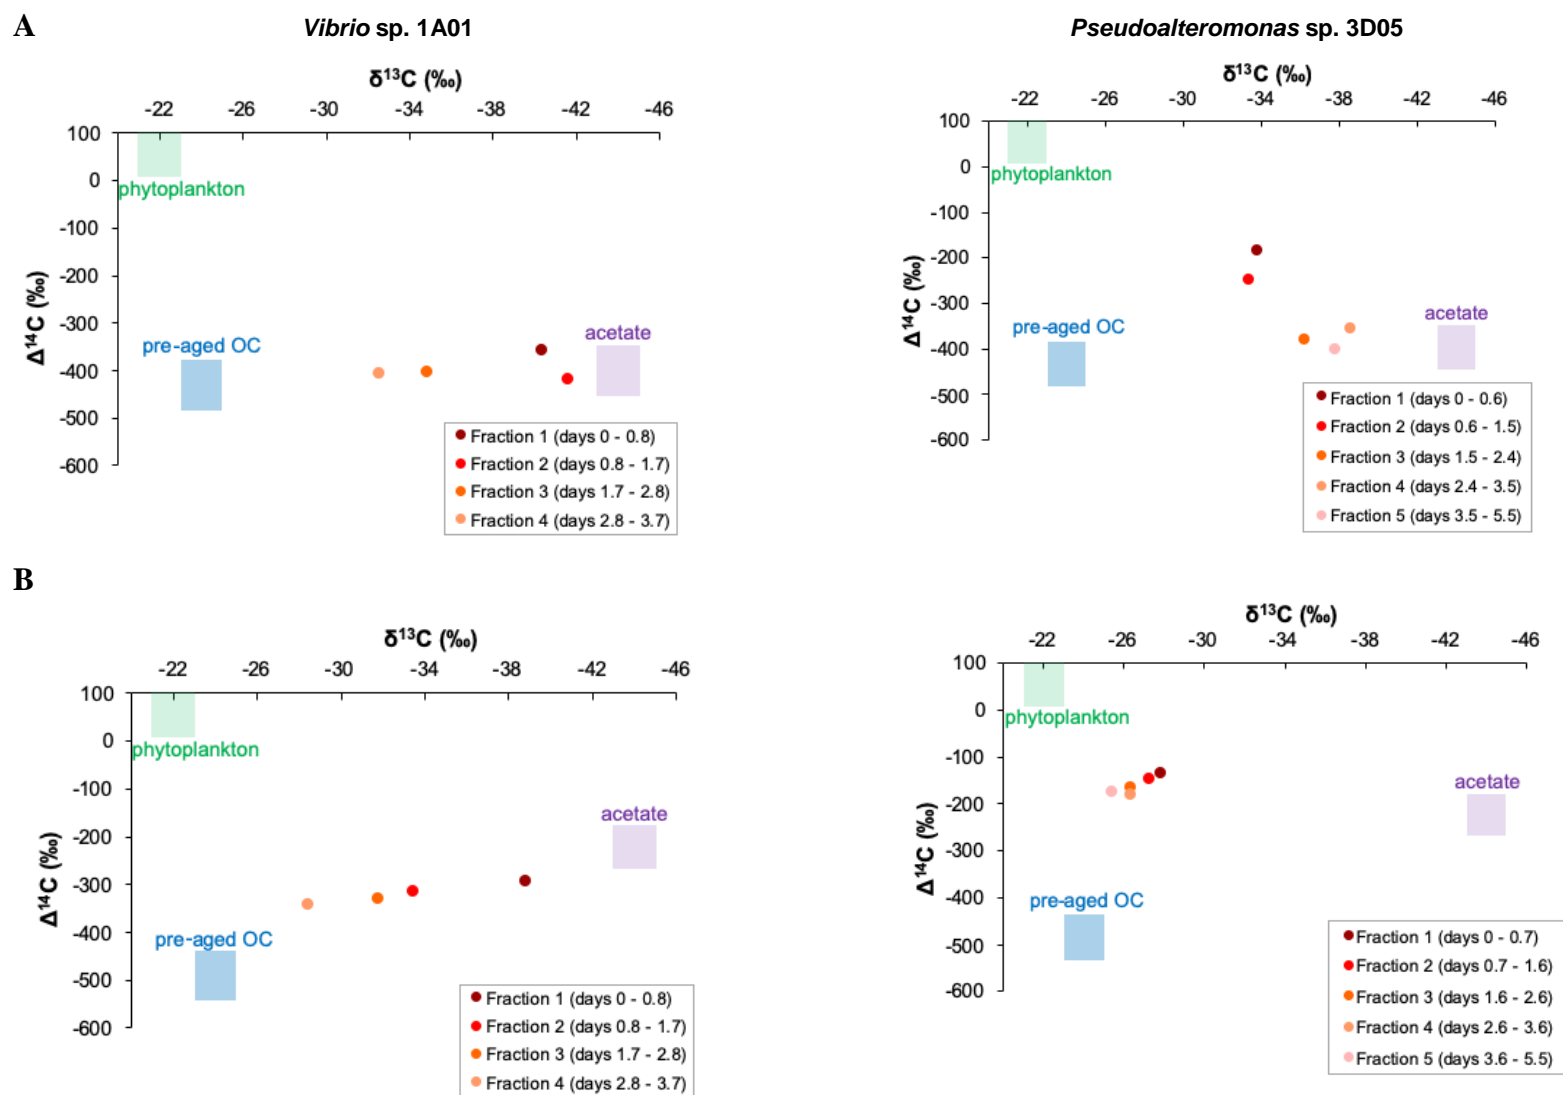 A
Vibrio sp. 1A01
δ¹³C (‰)
-22 -26 -30 -34 -38 -42 -46
100
0
-100
-200
-300
-400
-500
-600
Δ¹⁴C (‰)
phytoplankton
pre-aged OC
acetate
Fraction 1 (days 0 - 0.8)
Fraction 2 (days 0.8 - 1.7)
Fraction 3 (days 1.7 - 2.8)
Fraction 4 (days 2.8 - 3.7)
Pseudoalteromonas sp. 3D05
δ¹³C (‰)
-22 -26 -30 -34 -38 -42 -46
100
0
-100
-200
-300
-400
-500
-600
Δ¹⁴C (‰)
phytoplankton
pre-aged OC
acetate
Fraction 1 (days 0 - 0.6)
Fraction 2 (days 0.6 - 1.5)
Fraction 3 (days 1.5 - 2.4)
Fraction 4 (days 2.4 - 3.5)
Fraction 5 (days 3.5 - 5.5)
B
δ¹³C (‰)
-22 -26 -30 -34 -38 -42 -46
100
0
-100
-200
-300
-400
-500
-600
Δ¹⁴C (‰)
phytoplankton
pre-aged OC
acetate
Fraction 1 (days 0 - 0.8)
Fraction 2 (days 0.8 - 1.7)
Fraction 3 (days 1.7 - 2.8)
Fraction 4 (days 2.8 - 3.7)
δ¹³C (‰)
-22 -26 -30 -34 -38 -42 -46
100
0
-100
-200
-300
-400
-500
-600
Δ¹⁴C (‰)
phytoplankton
pre-aged OC
acetate
Fraction 1 (days 0 - 0.7)
Fraction 2 (days 0.7 - 1.6)
Fraction 3 (days 1.6 - 2.6)
Fraction 4 (days 2.6 - 3.6)
Fraction 5 (days 3.6 - 5.5)